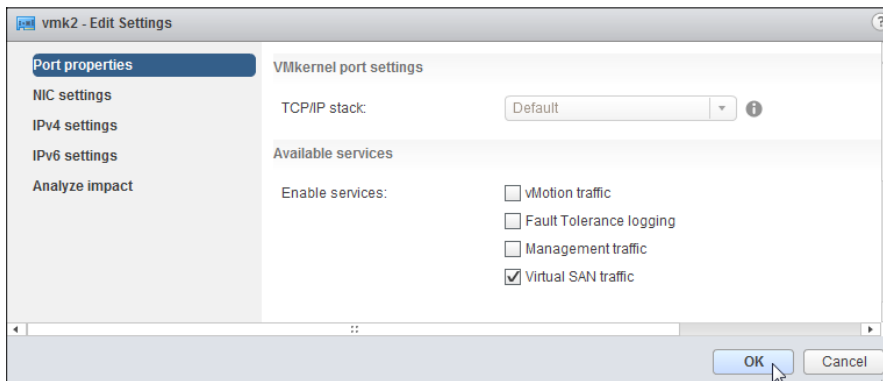 vmk2 - Edit Settings
?
Port properties
NIC settings
IPv4 settings
IPv6 settings
Analyze impact
VMkernel port settings
TCP/IP stack: Default
Available services
Enable services: vMotion traffic
Fault Tolerance logging
Management traffic
Virtual SAN traffic
OK Cancel